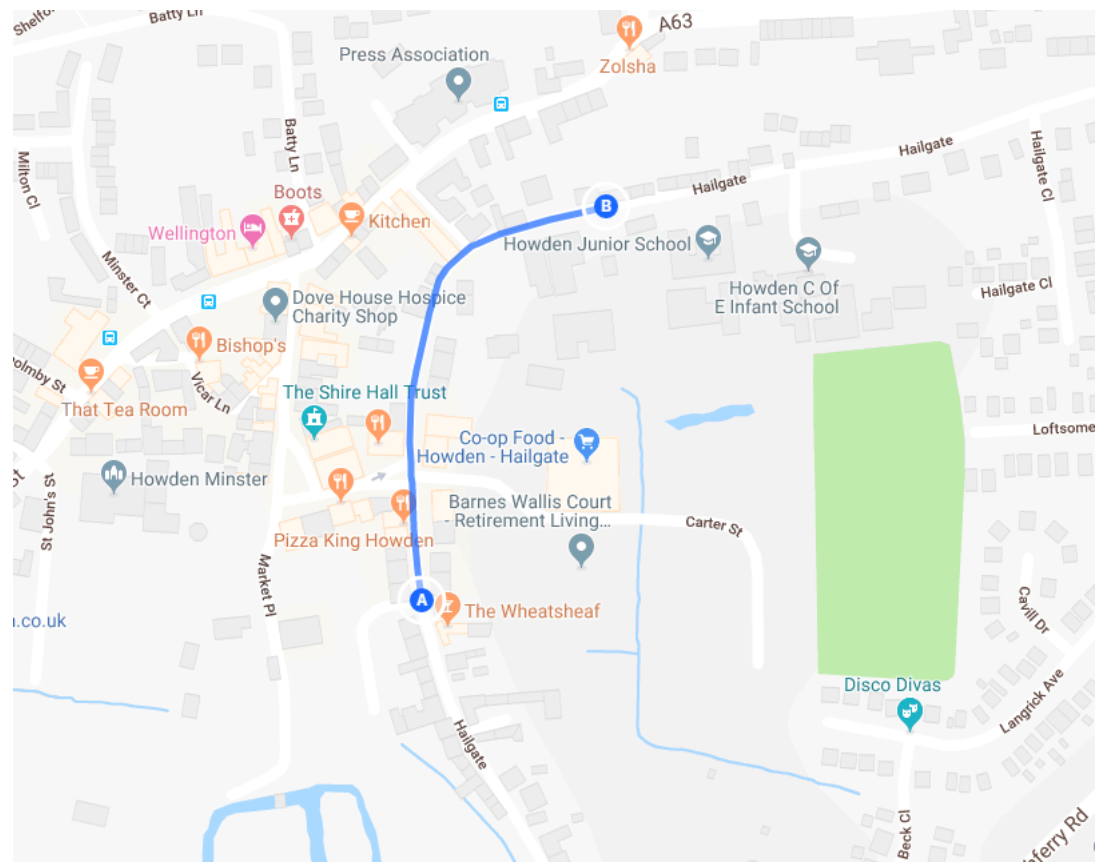 Shelfor
Batty Ln
A63
Zolsha
Press Association
Batty Ln
Hailgate
Hailgate
Hailgate Cl
Milton Cl
Boots
Wellington
Kitchen
B
Howden Junior School
Howden C Of
E Infant School
Hailgate Cl
Minster Ct
Dove House Hospice
Charity Shop
Bishop's
olmby St
That Tea Room
Vicar Ln
The Shire Hall Trust
Co-op Food -
Howden - Hailgate
Loftsome
St
Howden Minster
St John's St
Barnes Wallis Court
- Retirement Living...
Carter St
Pizza King Howden
Market Pl
A
The Wheatsheaf
n.co.uk
Cavill Dr
Disco Divas
Langrick Ave
Hailgate
Beck Cl
aferry Rd